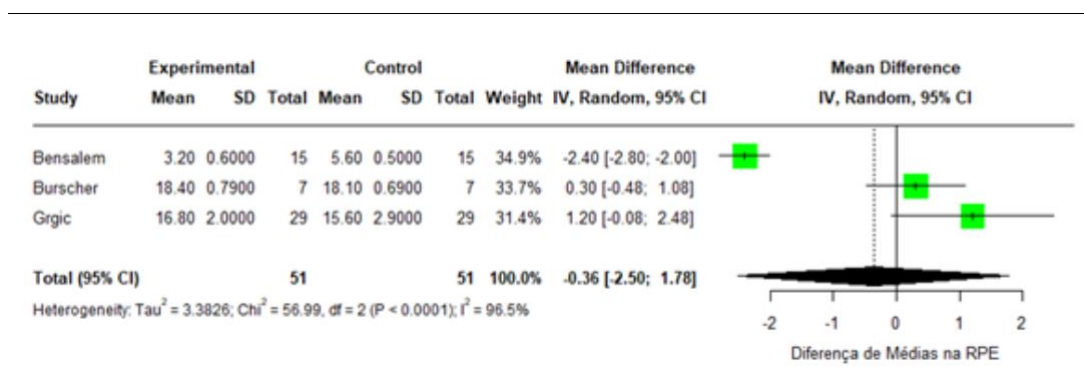 Experimental Control Mean Difference Mean Difference
Study Mean SD Total Mean SD Total Weight IV, Random, 95% CI IV, Random, 95% CI
Bensalem 3.20 0.6000 15 5.60 0.5000 15 34.9% -2.40 [-2.80; -2.00]
Burscher 18.40 0.7900 7 18.10 0.6900 7 33.7% 0.30 [-0.48; 1.08]
Grgic 16.80 2.0000 29 15.60 2.9000 29 31.4% 1.20 [-0.08; 2.48]
Total (95% CI) 51 51 100.0% -0.36 [-2.50; 1.78]
Heterogeneity: Tau² = 3.3826; Chi² = 56.99, df = 2 (P < 0.0001); I² = 96.5%
-2 -1 0 1 2
Diferença de Médias na RPE